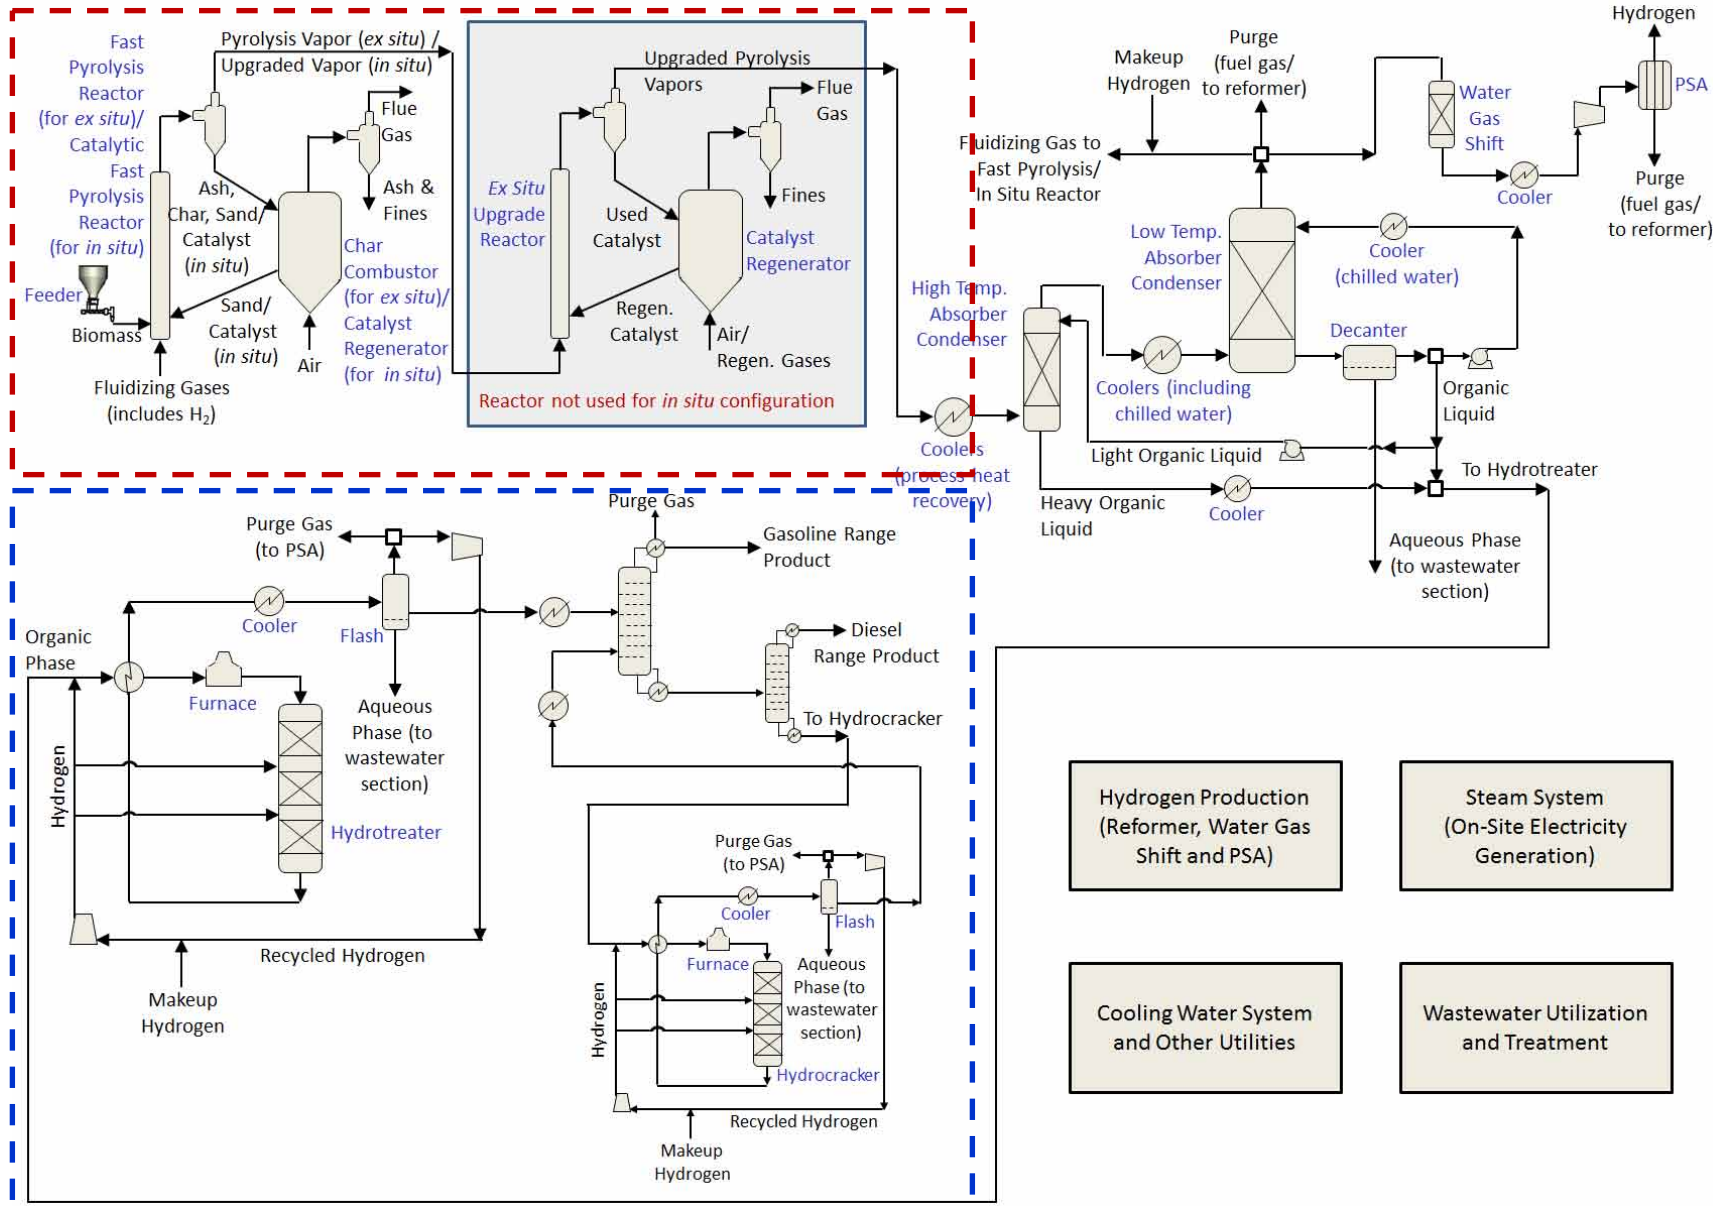 Fast
Pyrolysis
Reactor
(for ex situ)/
Catalytic
Fast
Pyrolysis
Reactor
(for in situ)
Pyrolysis Vapor (ex situ) /
Upgraded Vapor (in situ)
Flue
Gas
Ash &
Fines
Ash,
Char, Sand/
Catalyst
(in situ)
Sand/
Catalyst
(in situ)
Feeder
Biomass
Fluidizing Gases
(includes H2)
Air
Char
Combustor
(for ex situ)/
Catalyst
Regenerator
(for in situ)
Upgraded Pyrolysis
Vapors
Flue
Gas
Fines
Ex Situ
Upgrade
Reactor
Used
Catalyst
Catalyst
Regenerator
Regen.
Catalyst
Air/
Regen. Gases
Reactor not used for in situ configuration
Coolers
(process heat
recovery)
High Temp.
Absorber
Condenser
Fluidizing Gas to
Fast Pyrolysis/
In Situ Reactor
Makeup
Hydrogen
Purge
(fuel gas/
to reformer)
Water
Gas
Shift
Cooler
Hydrogen
PSA
Purge
(fuel gas/
to reformer)
Low Temp.
Absorber
Condenser
Cooler
(chilled water)
Decanter
Coolers (including
chilled water)
Organic
Liquid
Light Organic Liquid
Heavy Organic
Liquid
Cooler
To Hydrotreater
Aqueous Phase
(to wastewater
section)
Organic
Phase
Purge Gas
(to PSA)
Cooler
Flash
Furnace
Aqueous
Phase (to
wastewater
section)
Hydrogen
Hydrotreater
Recycled Hydrogen
Makeup
Hydrogen
Purge Gas
Gasoline Range
Product
Diesel
Range Product
To Hydrocracker
Purge Gas
(to PSA)
Cooler
Flash
Furnace
Aqueous
Phase (to
wastewater
section)
Hydrogen
Hydrocracker
Recycled Hydrogen
Makeup
Hydrogen
Hydrogen Production
(Reformer, Water Gas
Shift and PSA)
Steam System
(On-Site Electricity
Generation)
Cooling Water System
and Other Utilities
Wastewater Utilization
and Treatment